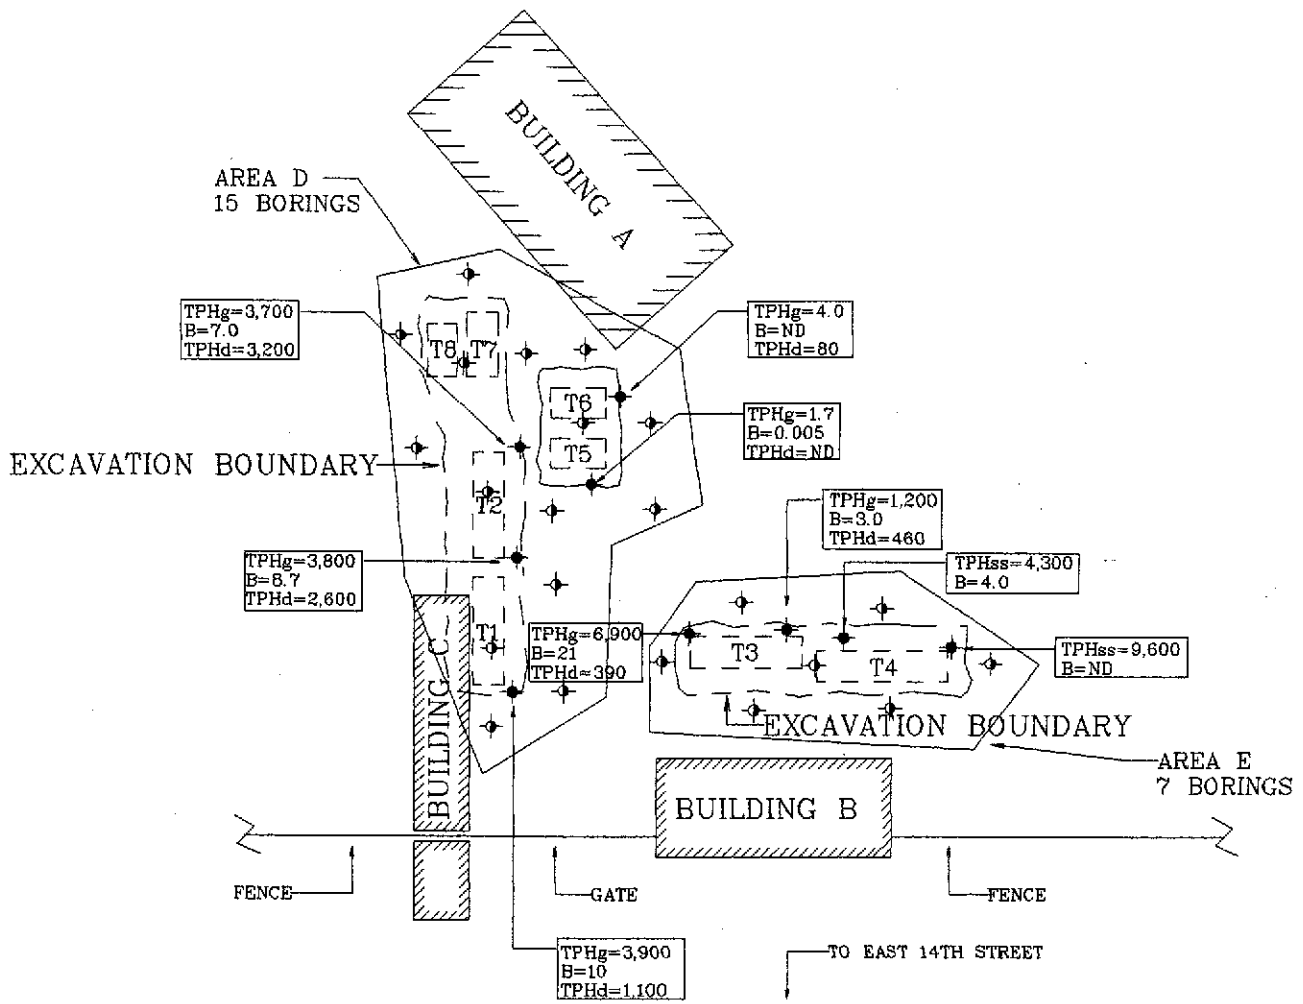 BUILDING A
AREA D
15 BORINGS
TPHg=3,700
B=7.0
TPHd=3,200
TPHg=4.0
B=ND
TPHd=80
T8
T7
T6
T5
TPHg=1.7
B=0.005
TPHd=ND
EXCAVATION BOUNDARY
T2
TPHg=1,200
B=3.0
TPHd=460
TPHg=3,800
B=8.7
TPHd=2,600
TPHss=4,300
B=4.0
T1
TPHg=6,900
B=21
TPHd=390
T3
T4
TPHss=9,600
B=ND
BUILDING C
EXCAVATION BOUNDARY
AREA E
7 BORINGS
BUILDING B
FENCE
GATE
FENCE
TPHg=3,900
B=10
TPHd=1,100
TO EAST 14TH STREET